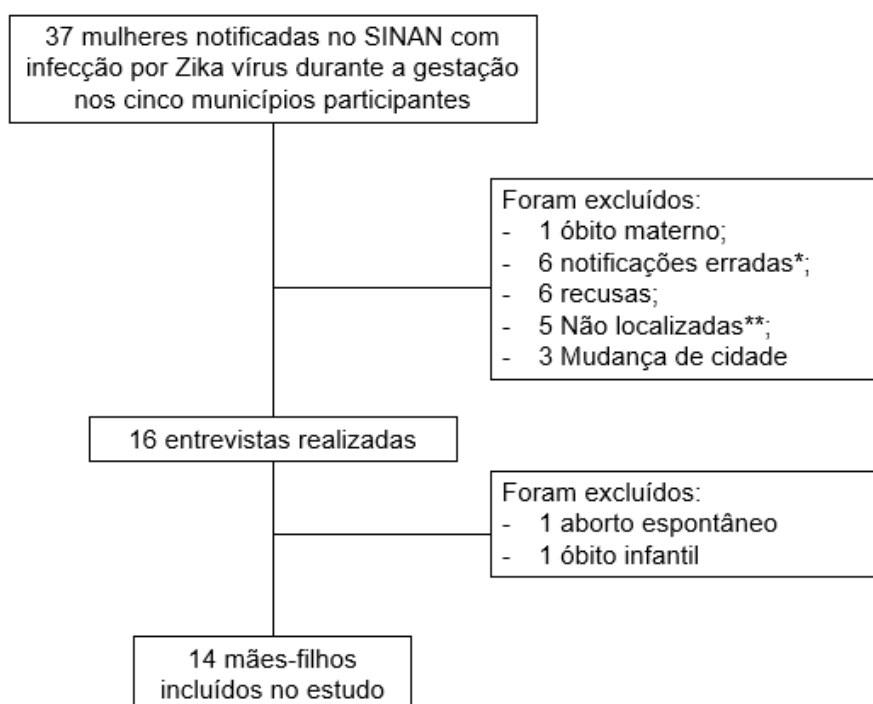 37 mulheres notificadas no SINAN com
infecção por Zika vírus durante a gestação
nos cinco municípios participantes
Foram excluídos:
- 1 óbito materno;
- 6 notificações erradas*;
- 6 recusas;
- 5 Não localizadas**;
- 3 Mudança de cidade
16 entrevistas realizadas
Foram excluídos:
- 1 aborto espontâneo
- 1 óbito infantil
14 mães-filhos
incluídos no estudo